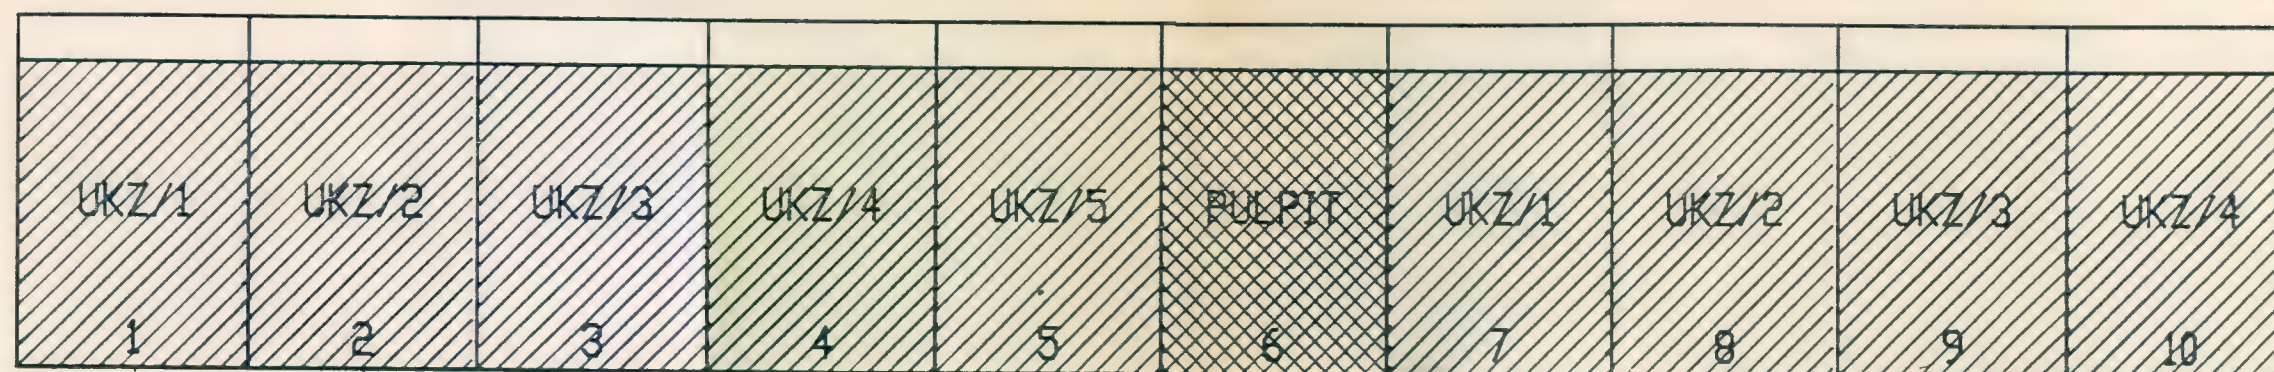 UKZ/1 UKZ/2 UKZ/3 UKZ/4 UKZ/5 PULPIT UKZ/1 UKZ/2 UKZ/3 UKZ/4
1 2 3 4 5 6 7 8 9 10